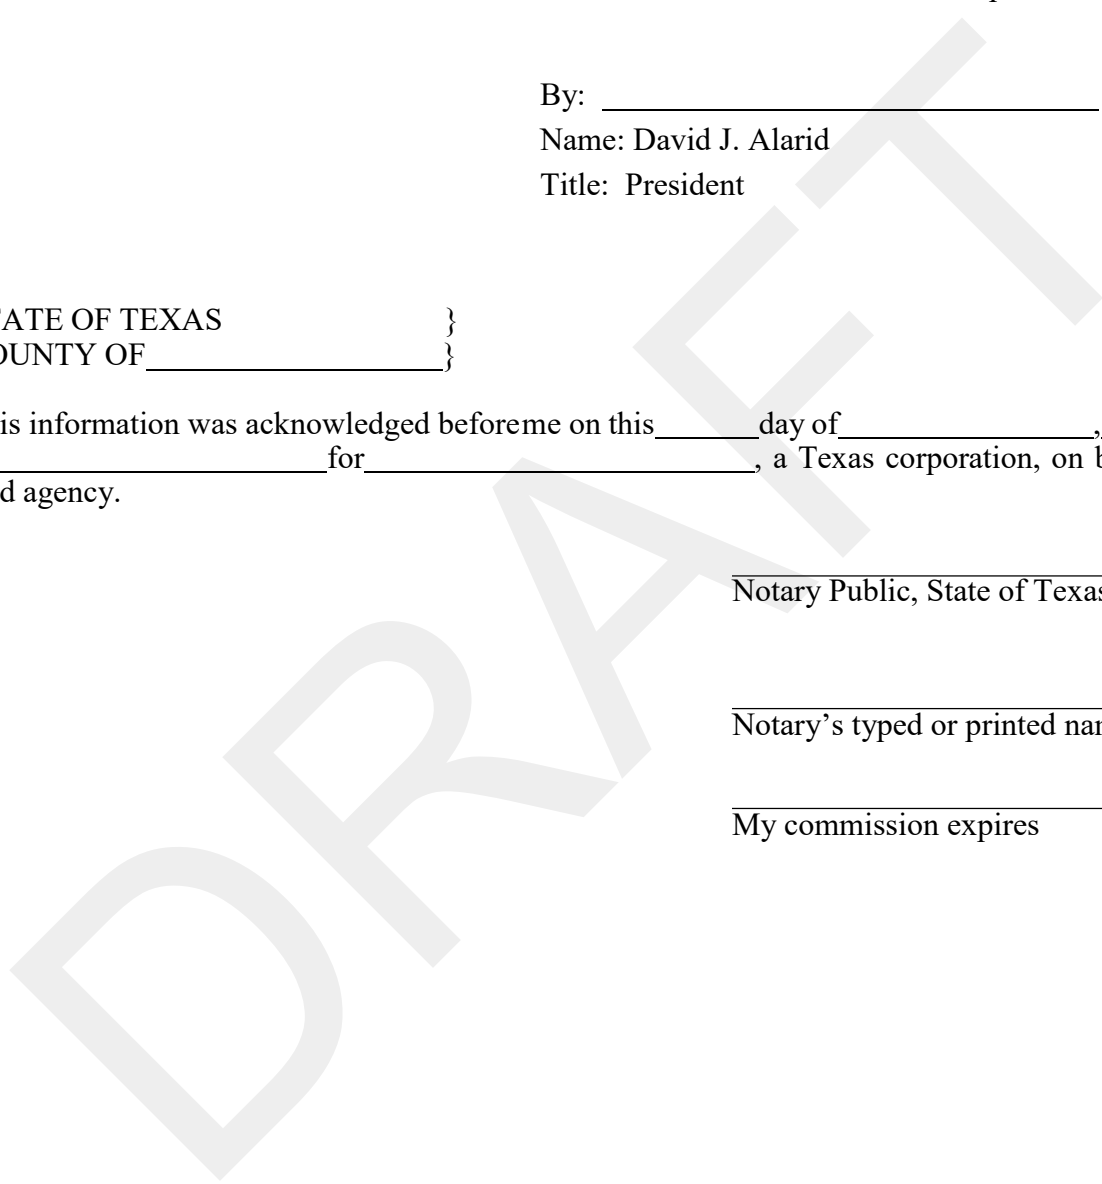 By:
Name: David J. Alarid
Title: President
TATE OF TEXAS }
OUNTY OF }
is information was acknowledged beforeme on this day of ,
for , a Texas corporation, on b
d agency.
Notary Public, State of Texas
Notary’s typed or printed nam
My commission expires
DRAFT